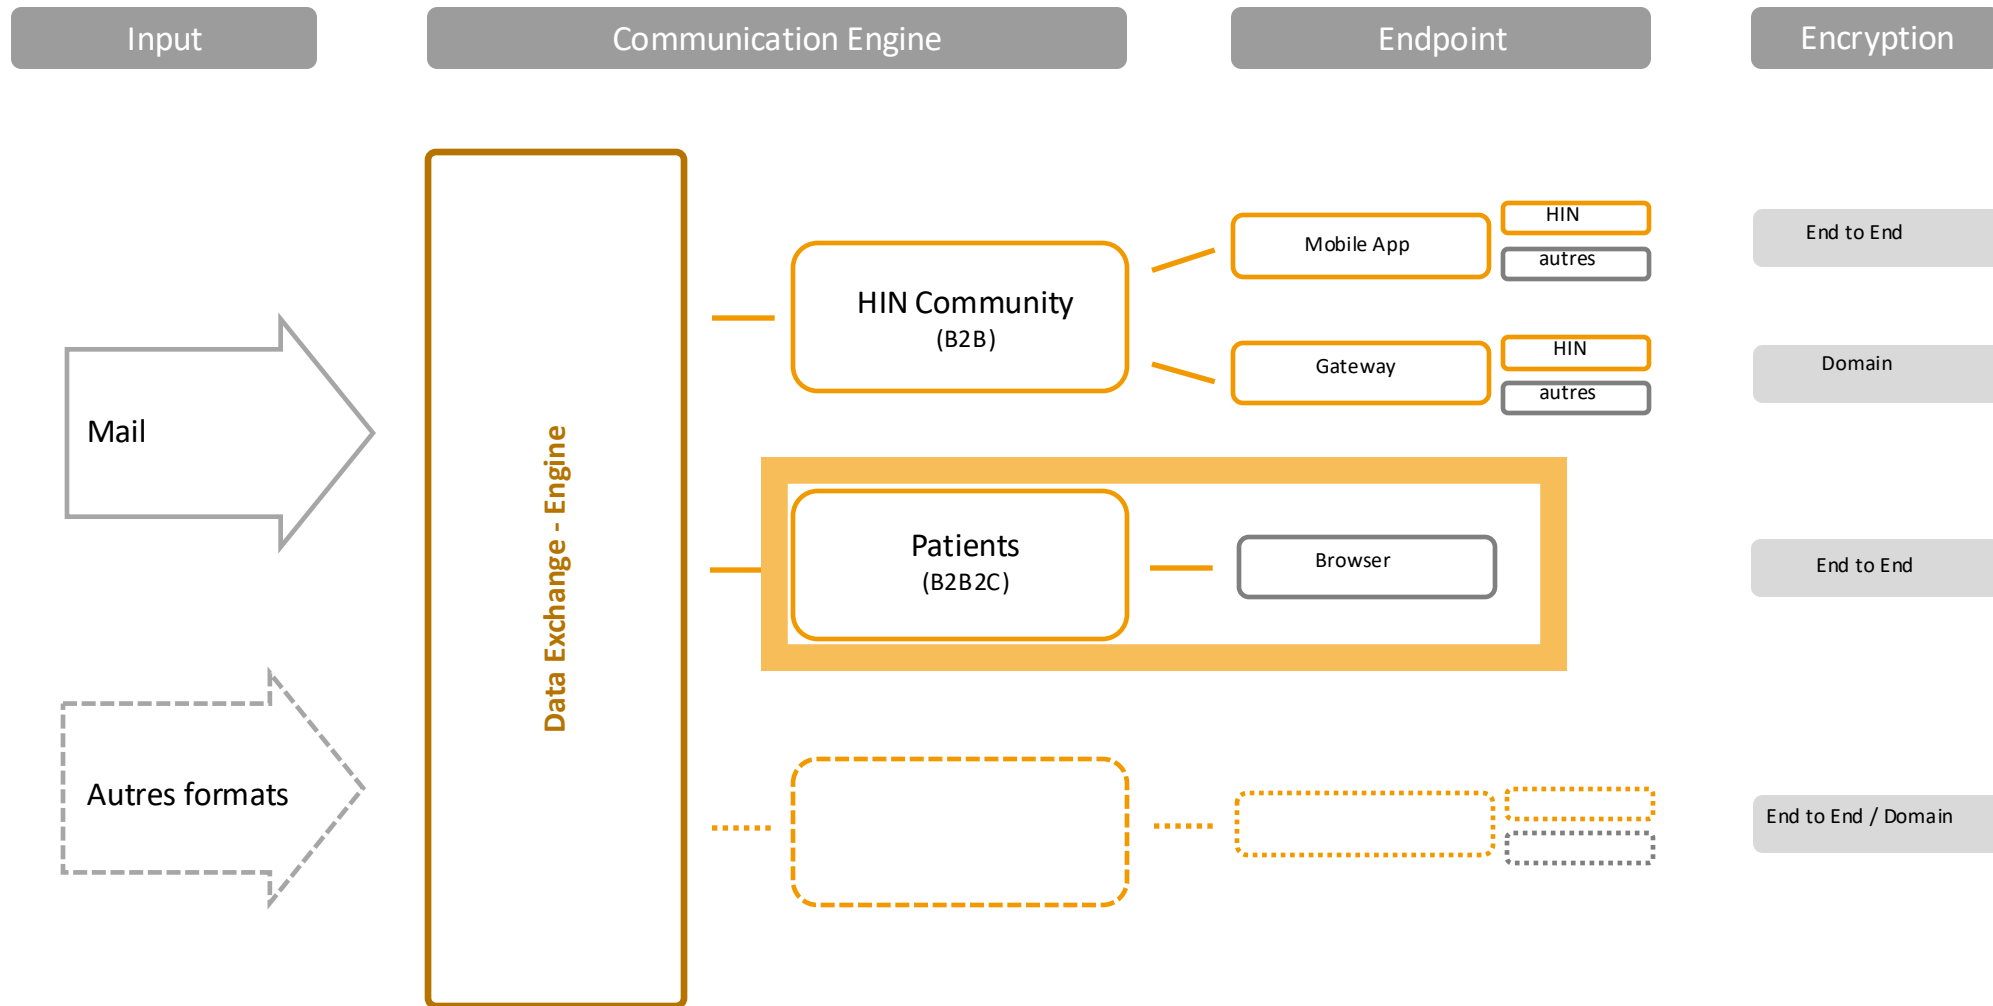 Input
Communication Engine
Endpoint
Encryption
Mail
Autres formats
Data Exchange - Engine
HIN Community
(B2B)
Mobile App
HIN
autres
End to End
Gateway
HIN
autres
Domain
Patients
(B2B2C)
Browser
End to End
End to End / Domain